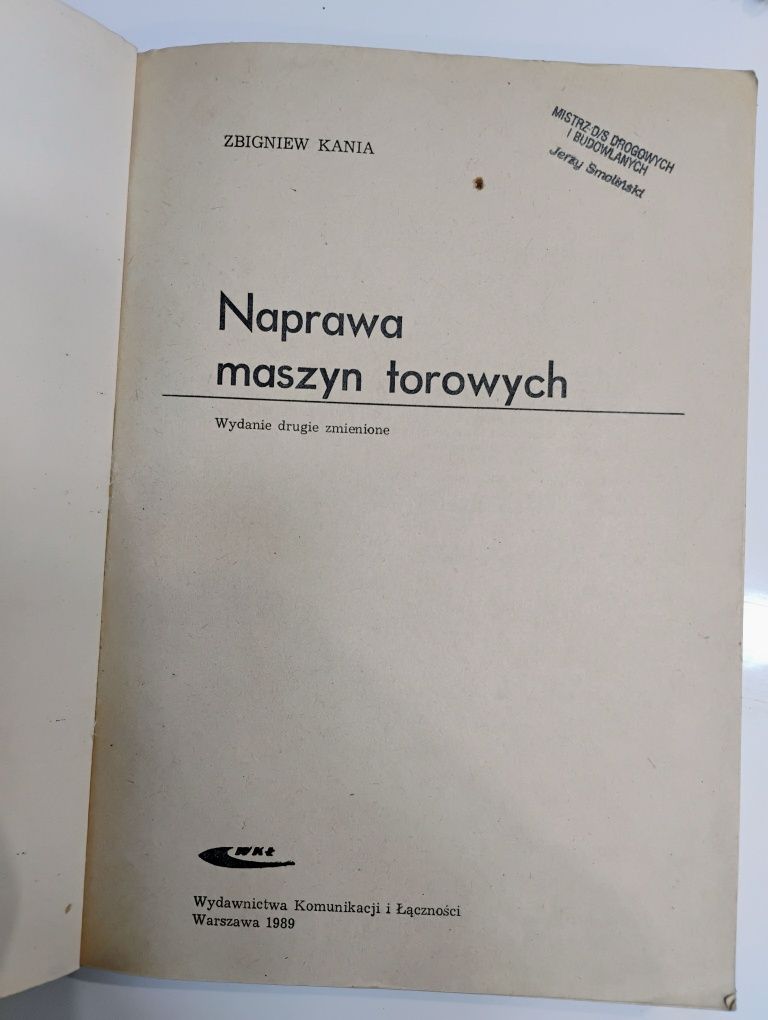 ZBIGNIEW KANIA
MISTRZ D/S DROGOWYCH
I BUDOWLANYCH
Jerzy Smoliński
Naprawa
maszyn torowych
Wydanie drugie zmienione
WKŁ
Wydawnictwa Komunikacji i Łączności
Warszawa 1989